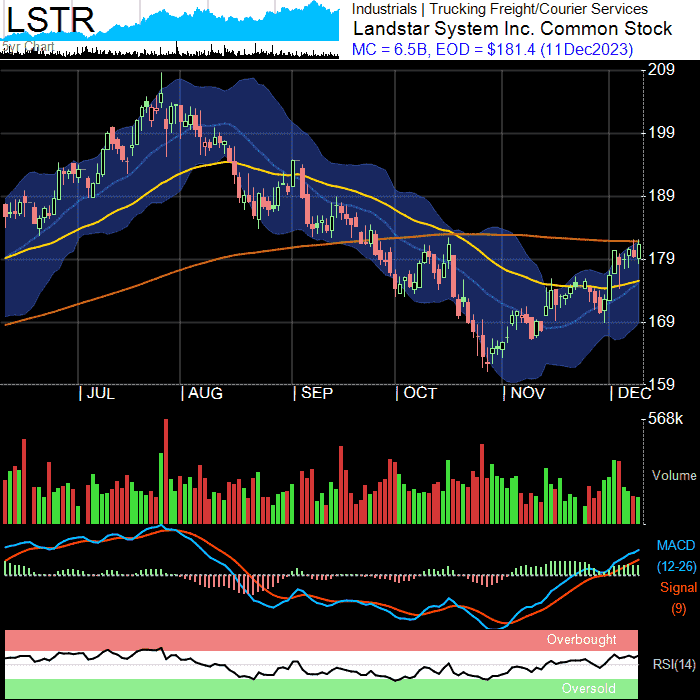 LSTR
5yr Chart
Industrials | Trucking Freight/Courier Services
Landstar System Inc. Common Stock
MC = 6.5B, EOD = $181.4 (11Dec2023)
209
199
189
179
169
159
JUL
AUG
SEP
OCT
NOV
DEC
568k
Volume
MACD
(12-26)
Signal
(9)
Overbought
RSI(14)
Oversold